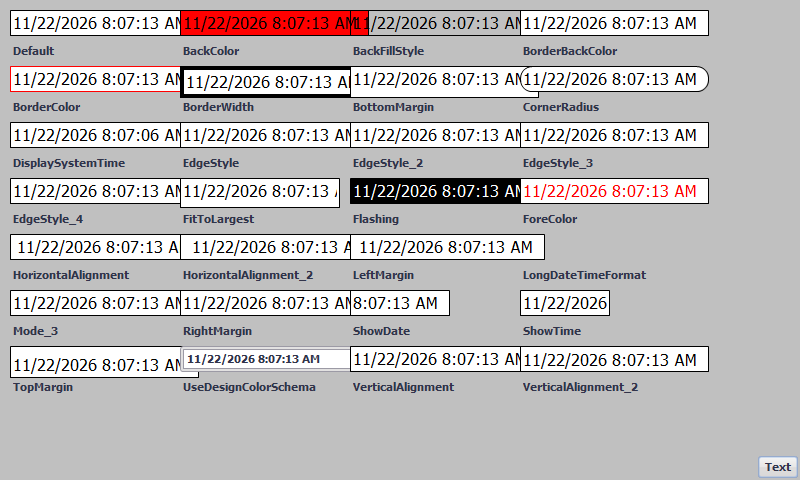 11/22/2026 8:07:13 AM 11/22/2026 8:07:13 AM 11/22/2026 8:07:13 AM 11/22/2026 8:07:13 AM
Default BackColor BackFillStyle BorderBackColor
11/22/2026 8:07:13 AM 11/22/2026 8:07:13 AM 11/22/2026 8:07:13 AM 11/22/2026 8:07:13 AM
BorderColor BorderWidth BottomMargin CornerRadius
11/22/2026 8:07:06 AM 11/22/2026 8:07:13 AM 11/22/2026 8:07:13 AM 11/22/2026 8:07:13 AM
DisplaySystemTime EdgeStyle EdgeStyle_2 EdgeStyle_3
11/22/2026 8:07:13 AM 11/22/2026 8:07:13 11/22/2026 8:07:13 AM 11/22/2026 8:07:13 AM
EdgeStyle_4 FitToLargest Flashing ForeColor
11/22/2026 8:07:13 A 11/22/2026 8:07:13 A 11/22/2026 8:07:13 AM
HorizontalAlignment HorizontalAlignment_2 LeftMargin LongDateTimeFormat
11/22/2026 8:07:13 AM 11/22/2026 8:07:13 AM 8:07:13 AM 11/22/2026
Mode_3 RightMargin ShowDate ShowTime
11/22/2026 8:07:13 AM 11/22/2026 8:07:13 AM 11/22/2026 8:07:13 AM 11/22/2026 8:07:13 AM
TopMargin UseDesignColorSchema VerticalAlignment VerticalAlignment_2
Text